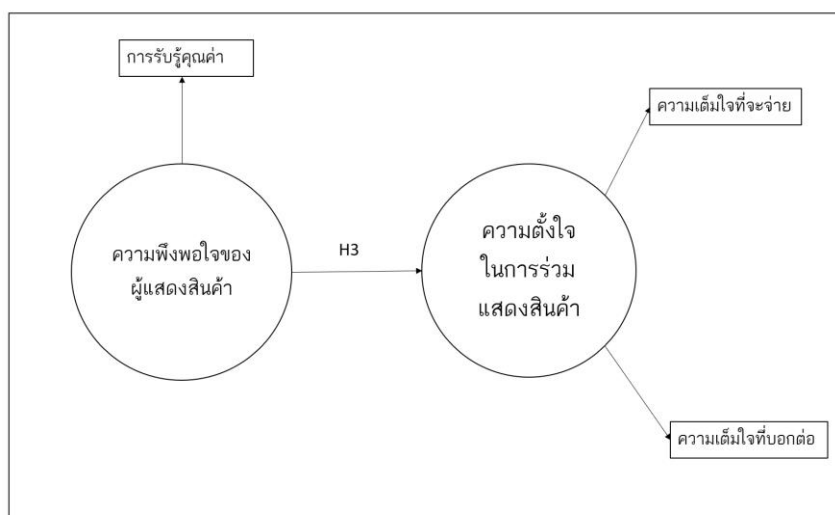 การรับรู้คุณค่า
ความเต็มใจที่จะจ่าย
ความพึงพอใจของ
ผู้แสดงสินค้า
H3
ความตั้งใจ
ในการร่วม
แสดงสินค้า
ความเต็มใจที่บอกต่อ